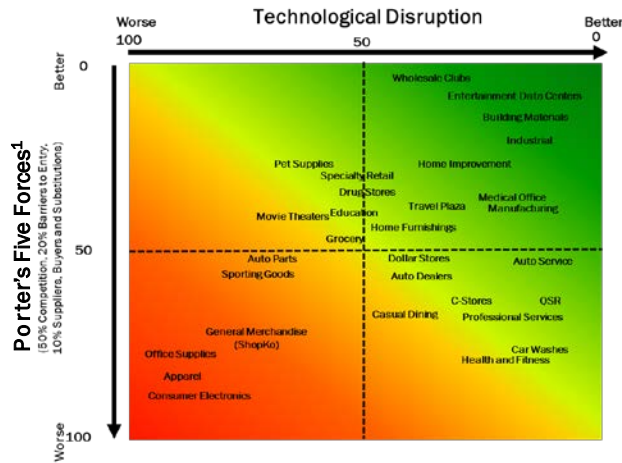 Technological Disruption
Worse
100
50
Better
0
Better
0
50
100
Worse
Porter's Five Forces1
(50% Competition, 20% Barriers to Entry,
10% Suppliers, Buyers and Substitutions)
Wholesale Clubs
Entertainment Data Centers
Building Materials
Industrial
Pet Supplies
Home Improvement
Specialty Retail
Drug Stores
Medical Office
Travel Plaza
Manufacturing
Education
Movie Theaters
Home Furnishings
Grocery
Auto Parts
Dollar Stores
Auto Service
Sporting Goods
Auto Dealers
C-Stores
QSR
Casual Dining
Professional Services
General Merchandise
(ShopKo)
Office Supplies
Car Washes
Health and Fitness
Apparel
Consumer Electronics